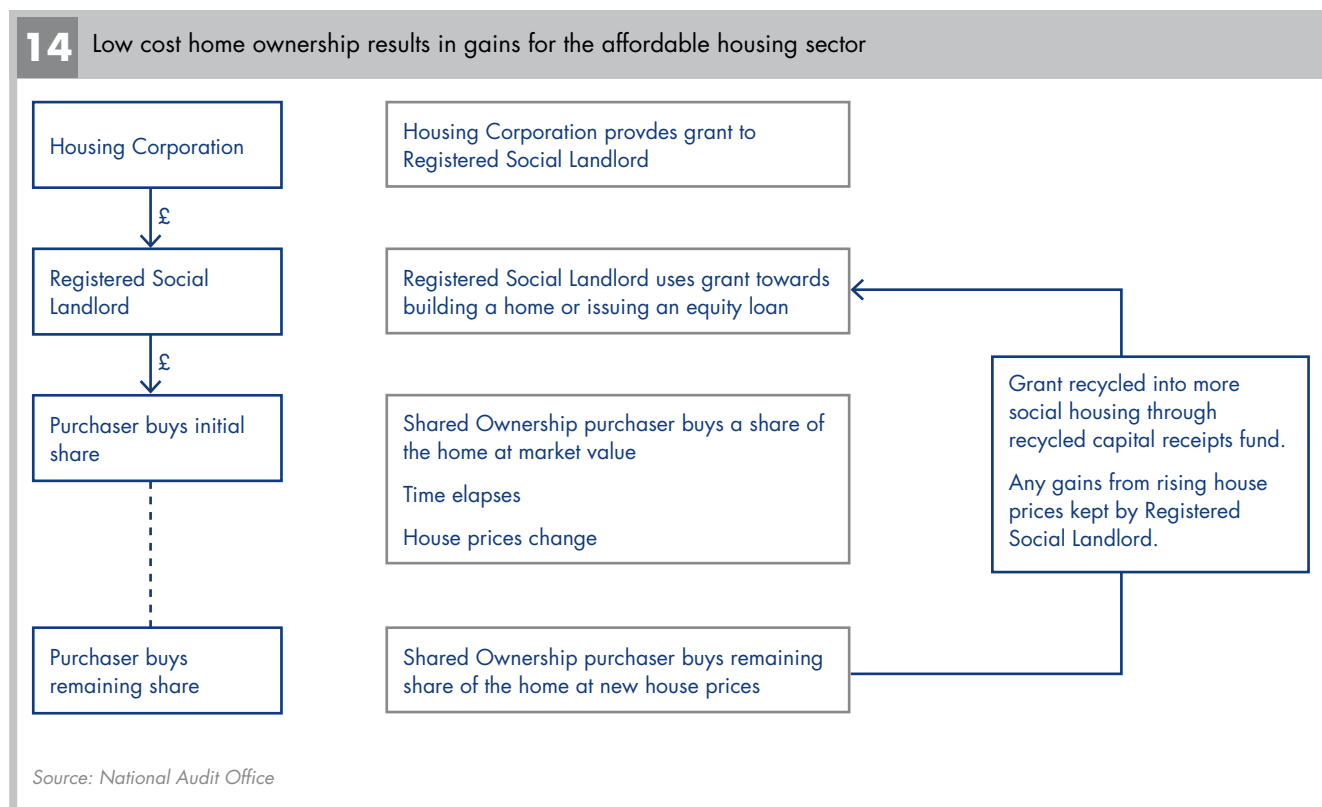 14 Low cost home ownership results in gains for the affordable housing sector
Housing Corporation
Housing Corporation provdes grant to
Registered Social Landlord
£
Registered Social
Landlord
Registered Social Landlord uses grant towards
building a home or issuing an equity loan
£
Purchaser buys initial
share
Shared Ownership purchaser buys a share of
the home at market value
Time elapses
House prices change
Grant recycled into more
social housing through
recycled capital receipts fund.
Any gains from rising house
prices kept by Registered
Social Landlord.
Purchaser buys
remaining share
Shared Ownership purchaser buys remaining
share of the home at new house prices
Source: National Audit Office